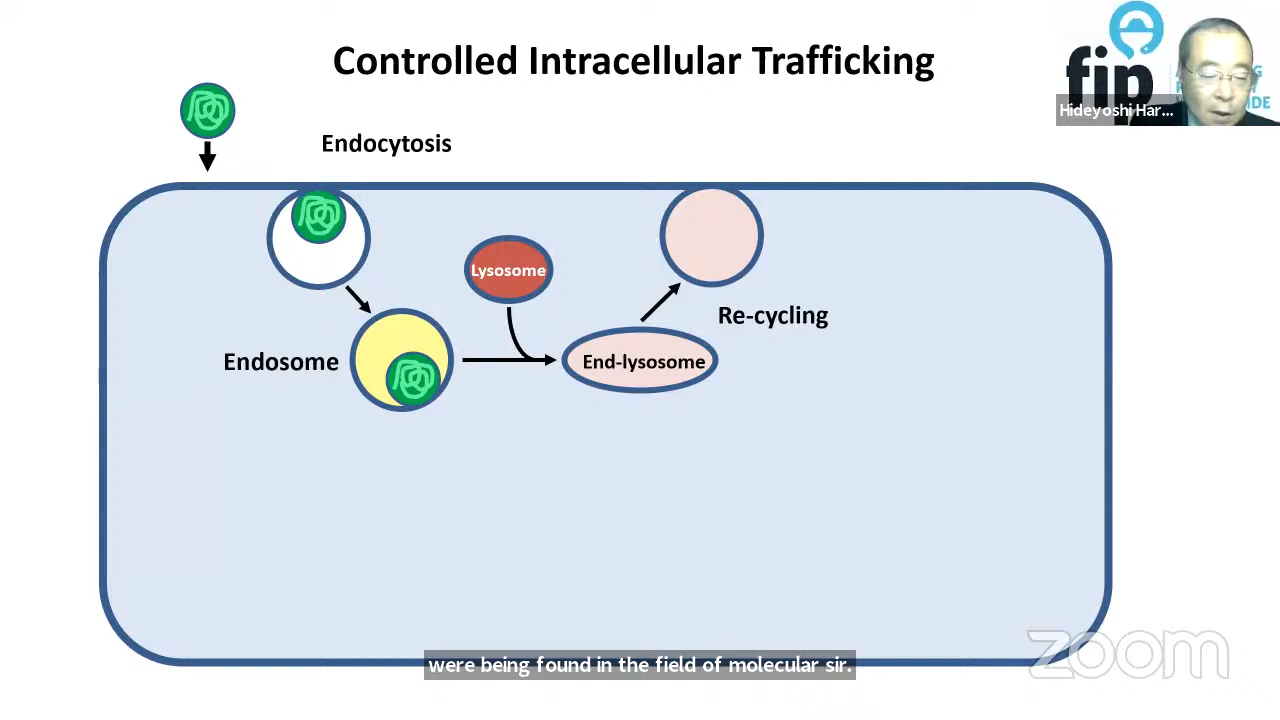 Controlled Intracellular Trafficking
fip
Hideyoshi Har...
Endocytosis
Lysosome
Re-cycling
Endosome
End-lysosome
were being found in the field of molecular sir.
zoom